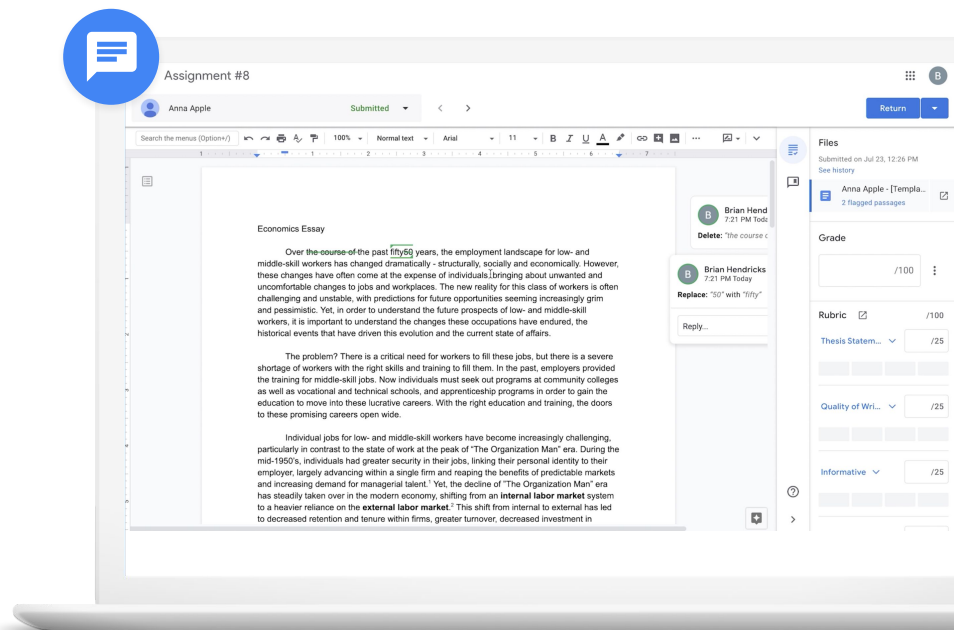 Assignment #8
B
Anna Apple
Submitted
Return
Search the menus (Option+/)
100%
Normal text
Arial
11
B I U A
1 1 2 3 4 5 6 7
Files
Submitted on Jul 23, 12:26 PM
See history
Anna Apple - [Templa...
2 flagged passages
Grade
/100
Rubric
/100
Thesis Statem...
/25
Quality of Wri...
/25
Informative
/25
B
Brian Hend
7:21 PM Toda
Delete: "the course o
B
Brian Hendricks
7:21 PM Today
Replace: "50" with "fifty"
Reply...
Economics Essay
Over the course of the past fifty50 years, the employment landscape for low- and
middle-skill workers has changed dramatically - structurally, socially and economically. However,
these changes have often come at the expense of individuals, bringing about unwanted and
uncomfortable changes to jobs and workplaces. The new reality for this class of workers is often
challenging and unstable, with predictions for future opportunities seeming increasingly grim
and pessimistic. Yet, in order to understand the future prospects of low- and middle-skill
workers, it is important to understand the changes these occupations have endured, the
historical events that have driven this evolution and the current state of affairs.
The problem? There is a critical need for workers to fill these jobs, but there is a severe
shortage of workers with the right skills and training to fill them. In the past, employers provided
the training for middle-skill jobs. Now individuals must seek out programs at community colleges
as well as vocational and technical schools, and apprenticeship programs in order to gain the
education to move into these lucrative careers. With the right education and training, the doors
to these promising careers open wide.
Individual jobs for low- and middle-skill workers have become increasingly challenging,
particularly in contrast to the state of work at the peak of "The Organization Man" era. During the
mid-1950's, individuals had greater security in their jobs, linking their personal identity to their
employer, largely advancing within a single firm and reaping the benefits of predictable markets
and increasing demand for managerial talent.¹ Yet, the decline of "The Organization Man" era
has steadily taken over in the modern economy, shifting from an internal labor market system
to a heavier reliance on the external labor market.² This shift from internal to external has led
to decreased retention and tenure within firms, greater turnover, decreased investment in